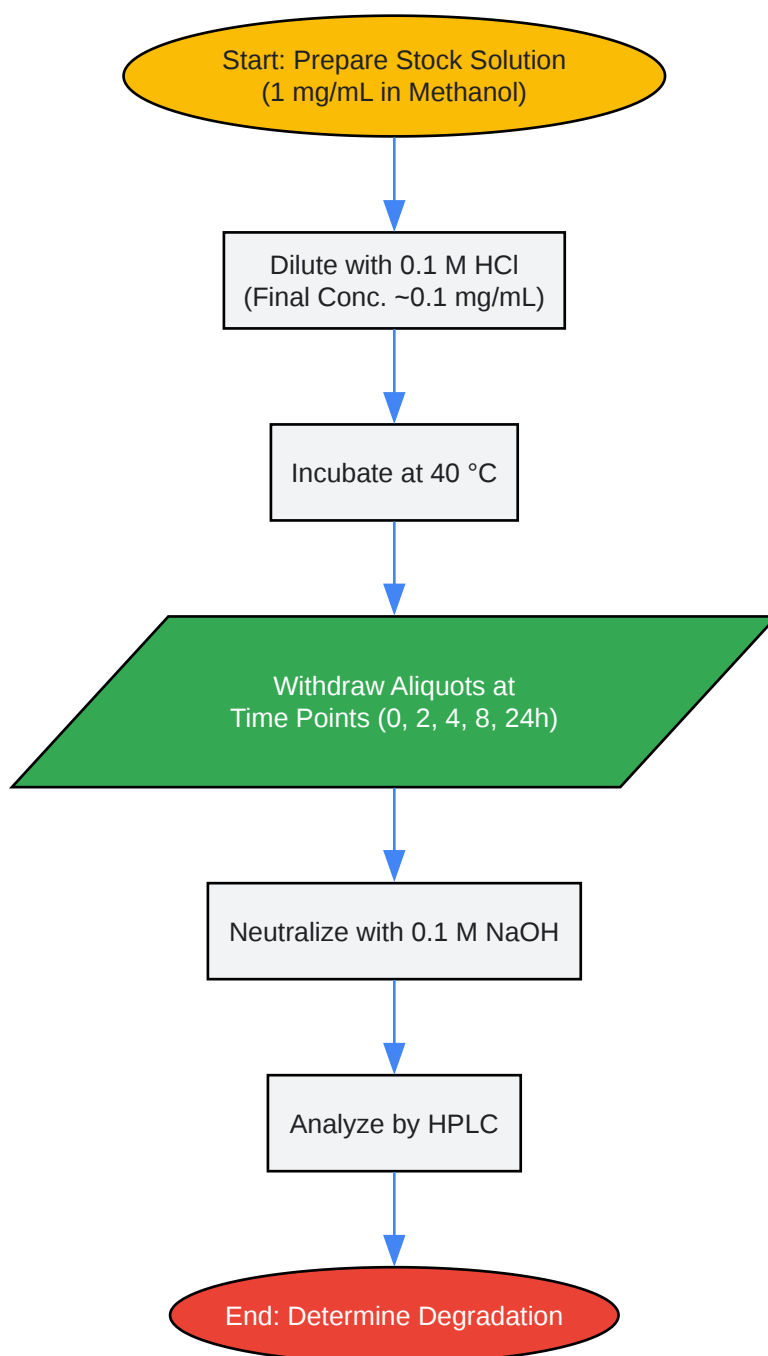 Start: Prepare Stock Solution
(1 mg/mL in Methanol)
Dilute with 0.1 M HCl
(Final Conc. ~0.1 mg/mL)
Incubate at 40 °C
Withdraw Aliquots at
Time Points (0, 2, 4, 8, 24h)
Neutralize with 0.1 M NaOH
Analyze by HPLC
End: Determine Degradation